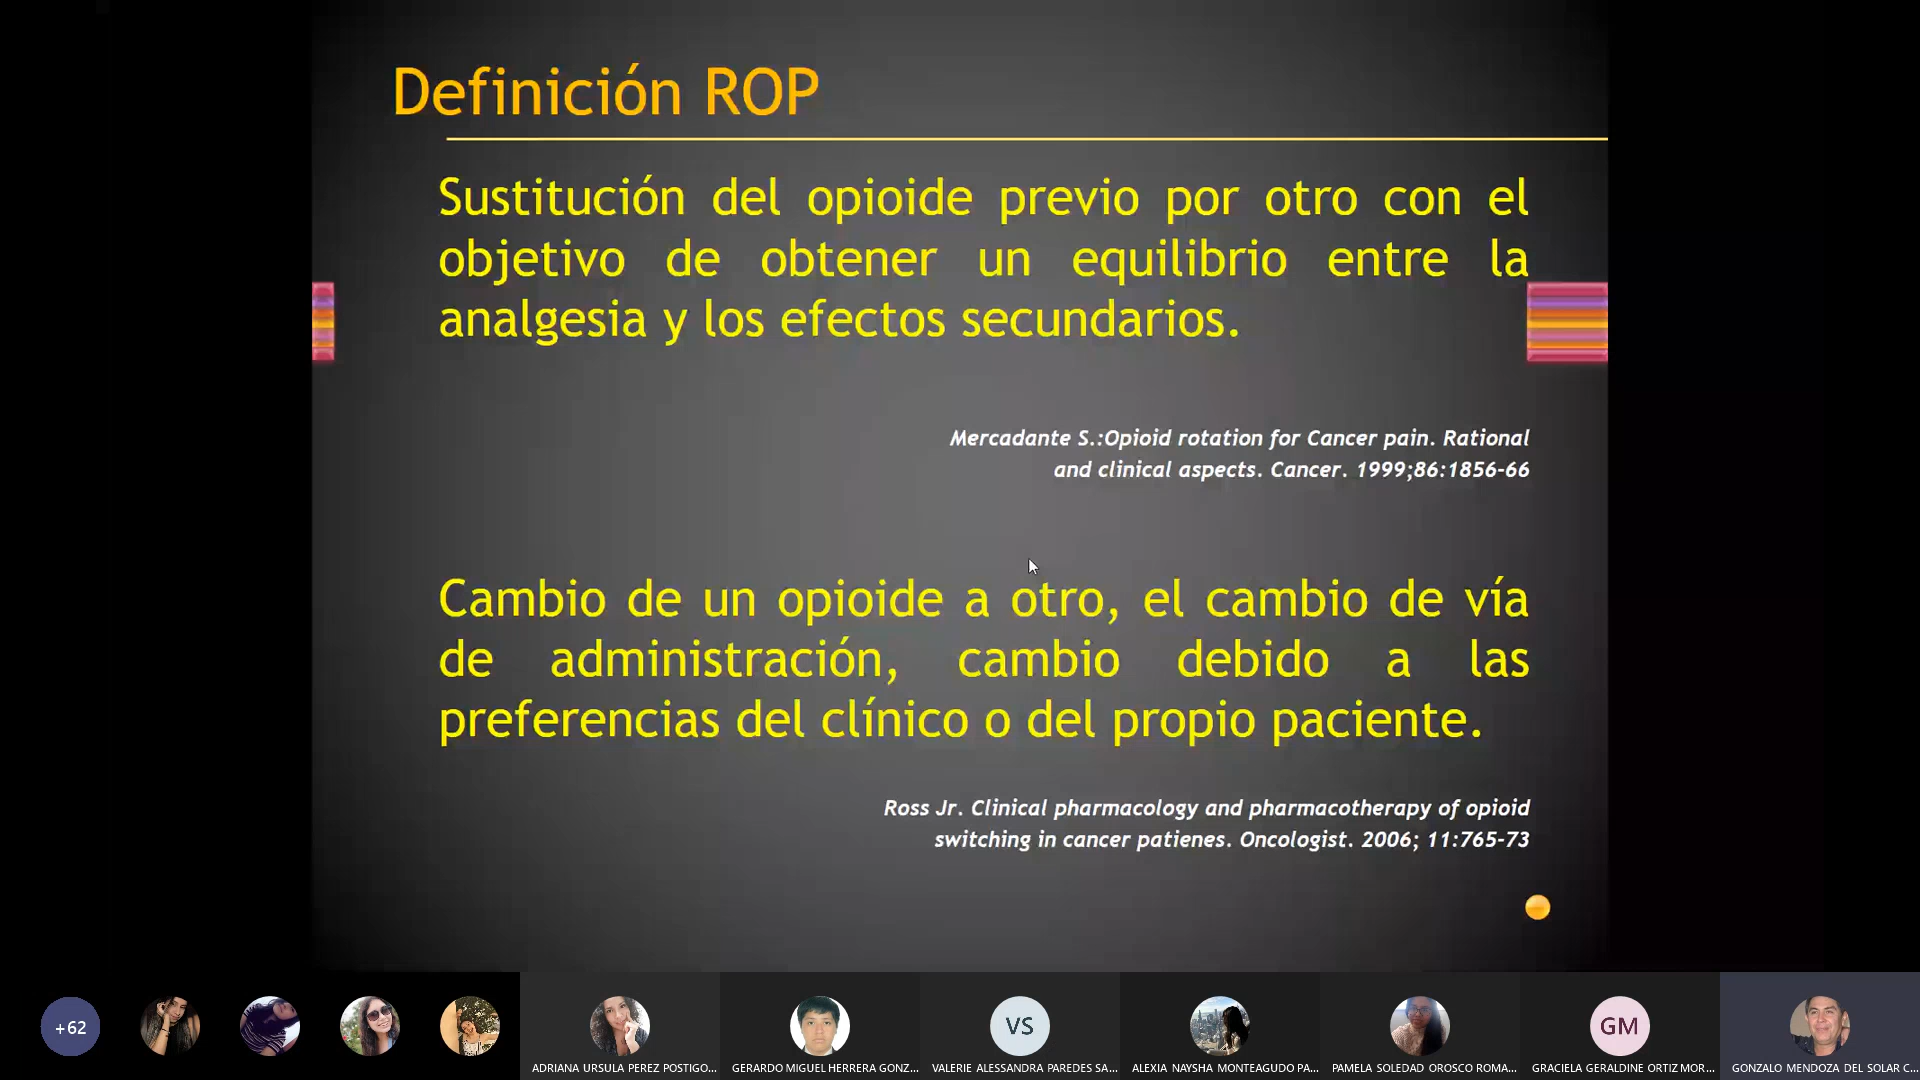 Definición ROP
Sustitución del opioide previo por otro con el
objetivo de obtener un equilibrio entre la
analgesia y los efectos secundarios.
Mercadante S.:Opioid rotation for Cancer pain. Rational
and clinical aspects. Cancer. 1999;86:1856-66
Cambio de un opioide a otro, el cambio de vía
de administración, cambio debido a las
preferencias del clínico o del propio paciente.
Ross Jr. Clinical pharmacology and pharmacotherapy of opioid
switching in cancer patienes. Oncologist. 2006; 11:765-73
+62
VS
GM
ADRIANA URSULA PEREZ POSTIGO...
GERARDO MIGUEL HERRERA GONZ...
VALERIE ALESSANDRA PAREDES SA...
ALEXIA NAYSHA MONTEAGUDO PA...
PAMELA SOLEDAD OROSCO ROMA...
GRACIELA GERALDINE ORTIZ MOR...
GONZALO MENDOZA DEL SOLAR C...